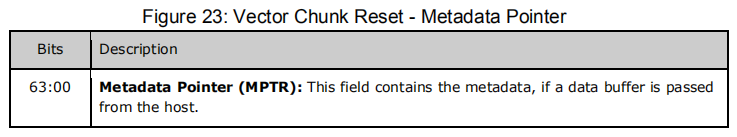 Figure 23: Vector Chunk Reset - Metadata Pointer
Bits Description
63:00 Metadata Pointer (MPTR): This field contains the metadata, if a data buffer is passed
from the host.